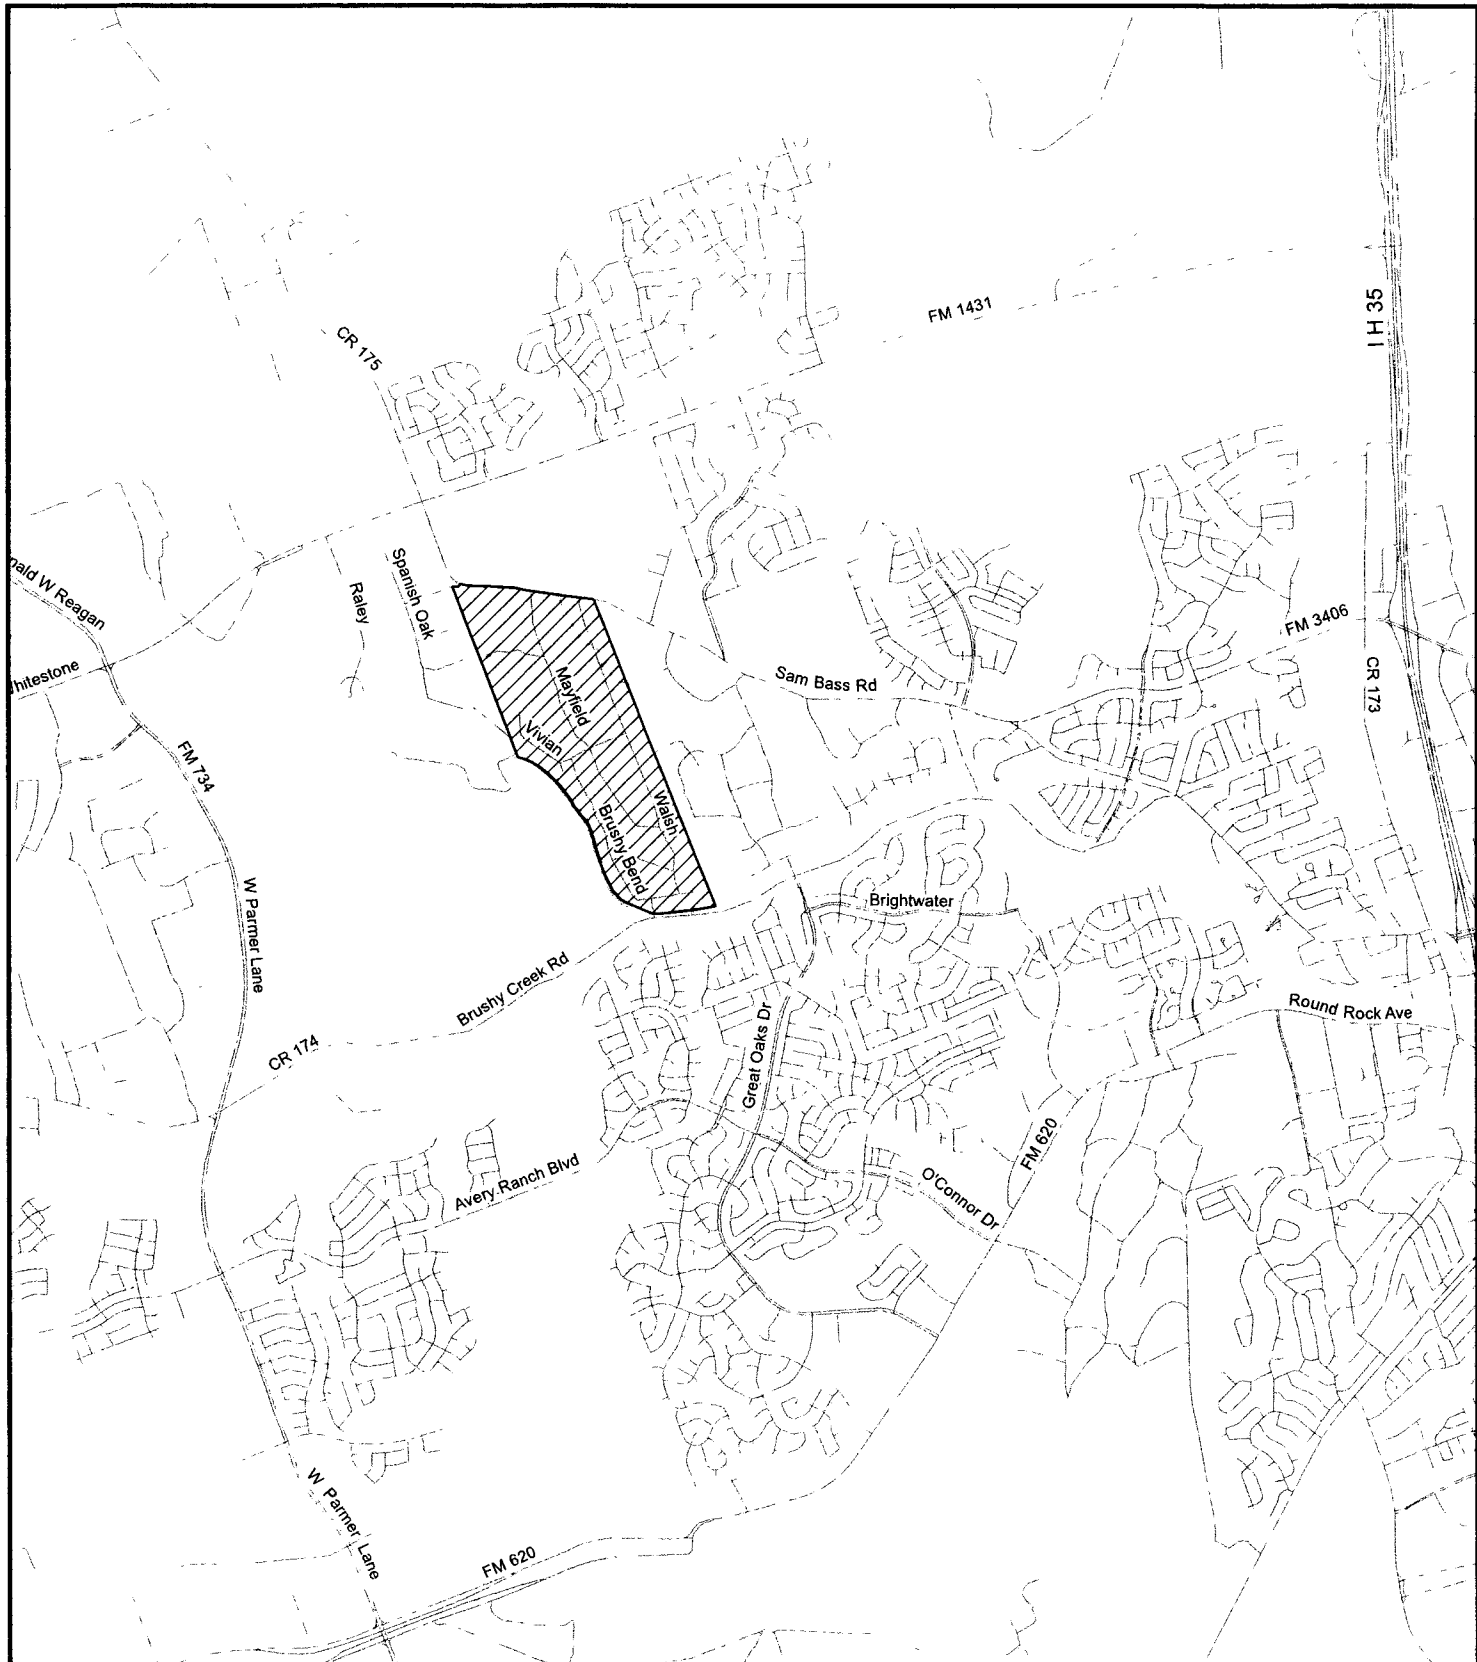 FM 1431
I H 35
CR 175
Spanish Oak
Raley
nald W Reagan
hitestone
FM 3406
CR 173
Sam Bass Rd
Mayfield
Vivian
Walsh
Brushy Bend
FM 734
W Parmer Lane
Brightwater
Brushy Creek Rd
CR 174
Great Oaks Dr
Round Rock Ave
Avery Ranch Blvd
O'Connor Dr
FM 620
W Parmer Lane
FM 620